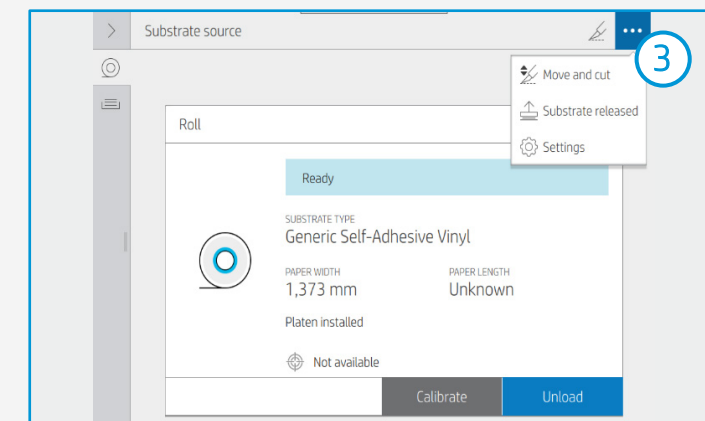 Substrate source
3
Move and cut
Substrate released
Settings
Roll
Ready
SUBSTRATE TYPE
Generic Self-Adhesive Vinyl
PAPER WIDTH PAPER LENGTH
1,373 mm Unknown
Platen installed
Not available
Calibrate Unload